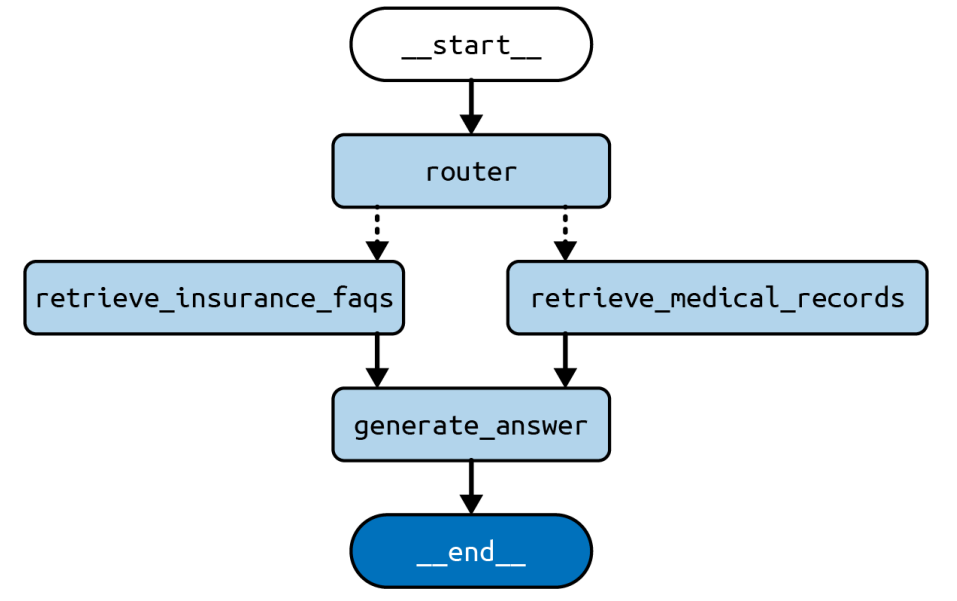 __start__
router
retrieve_insurance_faqs
retrieve_medical_records
generate_answer
__end__